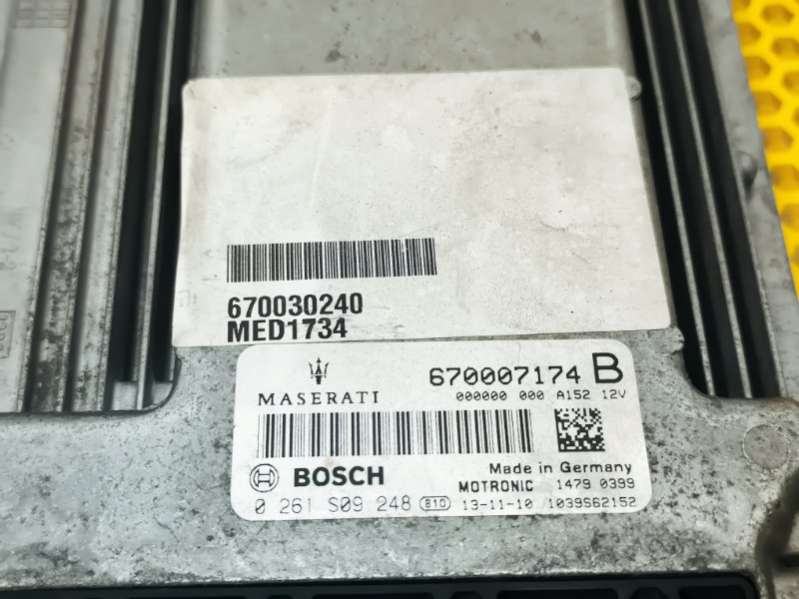 670030240
MED1734
MASERATI
670007174 B
000000 000 A152 12V
BOSCH
Made in Germany
MOTRONIC 1479 0399
0 261 S09 248 B10 13-11-10 1039S62152